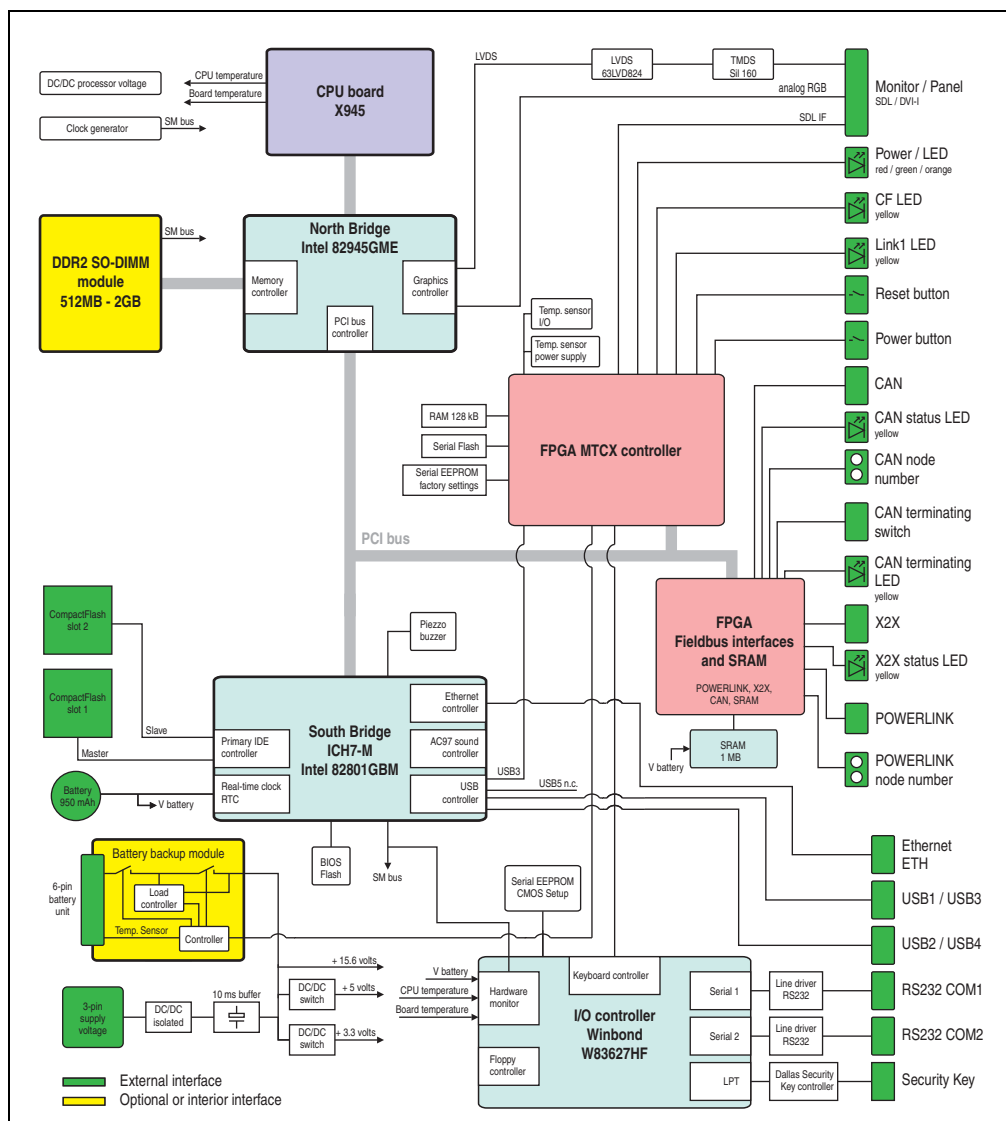 DC/DC processor voltage
CPU temperature
Board temperature
Clock generator
SM bus
CPU board
X945
LVDS
LVDS
63LVD824
TMDS
Sil 160
analog RGB
SDL IF
Monitor / Panel
SDL / DVI-I
Power / LED
red / green / orange
CF LED
yellow
Link1 LED
yellow
Reset button
Power button
CAN
CAN status LED
yellow
CAN node
number
CAN terminating
switch
CAN terminating
LED
yellow
X2X
X2X status LED
yellow
POWERLINK
POWERLINK
node number
DDR2 SO-DIMM
module
512MB - 2GB
SM bus
North Bridge
Intel 82945GME
Memory
controller
Graphics
controller
PCI bus
controller
Temp. sensor
I/O
Temp. sensor
power supply
RAM 128 kB
Serial Flash
Serial EEPROM
factory settings
FPGA MTCX controller
PCI bus
FPGA
Fieldbus interfaces
and SRAM
POWERLINK, X2X,
CAN, SRAM
V battery
SRAM
1 MB
CompactFlash
slot 2
CompactFlash
slot 1
Slave
Master
Battery
950 mAh
V battery
Piezzo
buzzer
South Bridge
ICH7-M
Intel 82801GBM
Primary IDE
controller
Real-time clock
RTC
Ethernet
controller
AC97 sound
controller
USB
controller
USB3
USB5 n.c.
BIOS
Flash
SM bus
Serial EEPROM
CMOS Setup
Ethernet
ETH
USB1 / USB3
USB2 / USB4
Battery backup module
6-pin
battery
unit
Load
controller
Temp. Sensor
Controller
+ 15.6 volts
DC/DC
switch
+ 5 volts
DC/DC
switch
+ 3.3 volts
3-pin
supply
voltage
DC/DC
isolated
10 ms buffer
V battery
CPU temperature
Board temperature
Hardware
monitor
Keyboard controller
I/O controller
Winbond
W83627HF
Floppy
controller
Serial 1
Line driver
RS232
RS232 COM1
Serial 2
Line driver
RS232
RS232 COM2
LPT
Dallas Security
Key controller
Security Key
External interface
Optional or interior interface